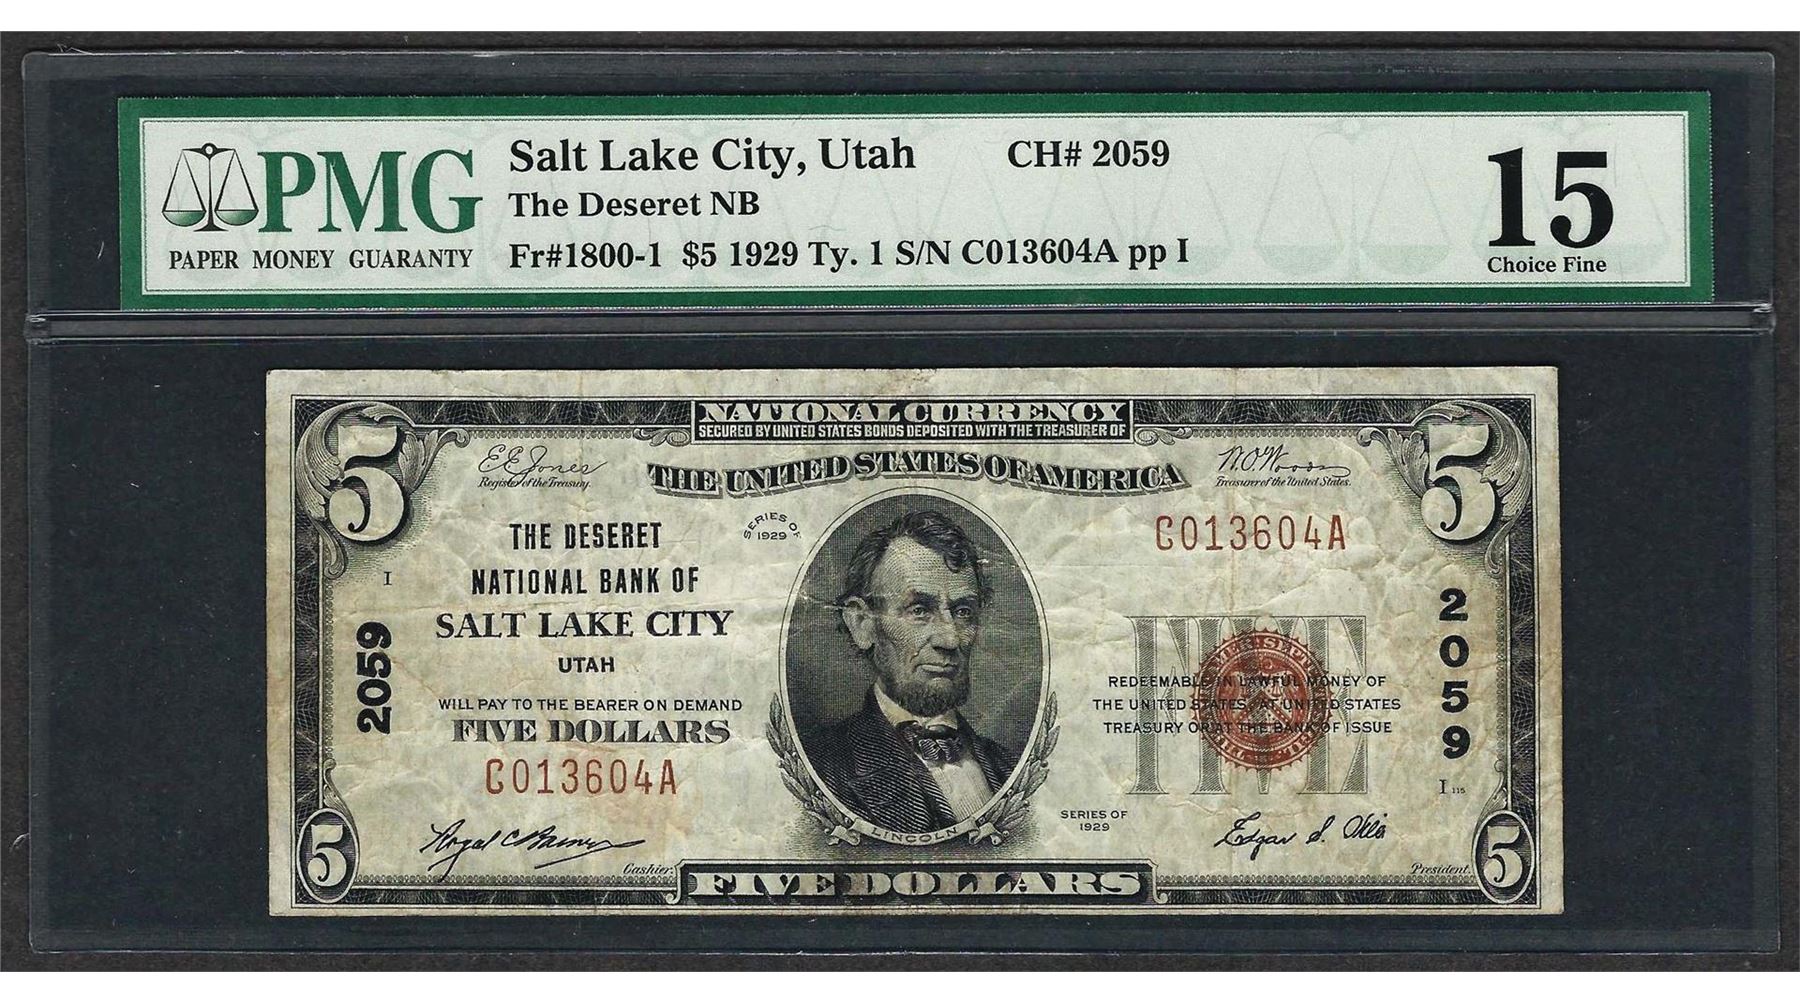 PMG
PAPER MONEY GUARANTY
Salt Lake City, Utah CH# 2059
The Deseret NB
Fr#1800-1 $5 1929 Ty. 1 S/N C013604A pp I
15
Choice Fine
NATIONAL CURRENCY
SECURED BY UNITED STATES BONDS DEPOSITED WITH THE TREASURER OF
THE UNITED STATES OF AMERICA
5
5
E E Jones
Register of the Treasury.
W.O. Woods
Treasurer of the United States.
SERIES OF
1929
THE DESERET
NATIONAL BANK OF
SALT LAKE CITY
UTAH
C013604A
I
2059
2059
WILL PAY TO THE BEARER ON DEMAND
FIVE DOLLARS
C013604A
FIVE
REDEEMABLE IN LAWFUL MONEY OF
THE UNITED STATES, AT UNITED STATES
TREASURY OR AT THE BANK OF ISSUE
I 115
LINCOLN
SERIES OF
1929
Cashier.
Edgar S.
President.
5
FIVE DOLLARS
5